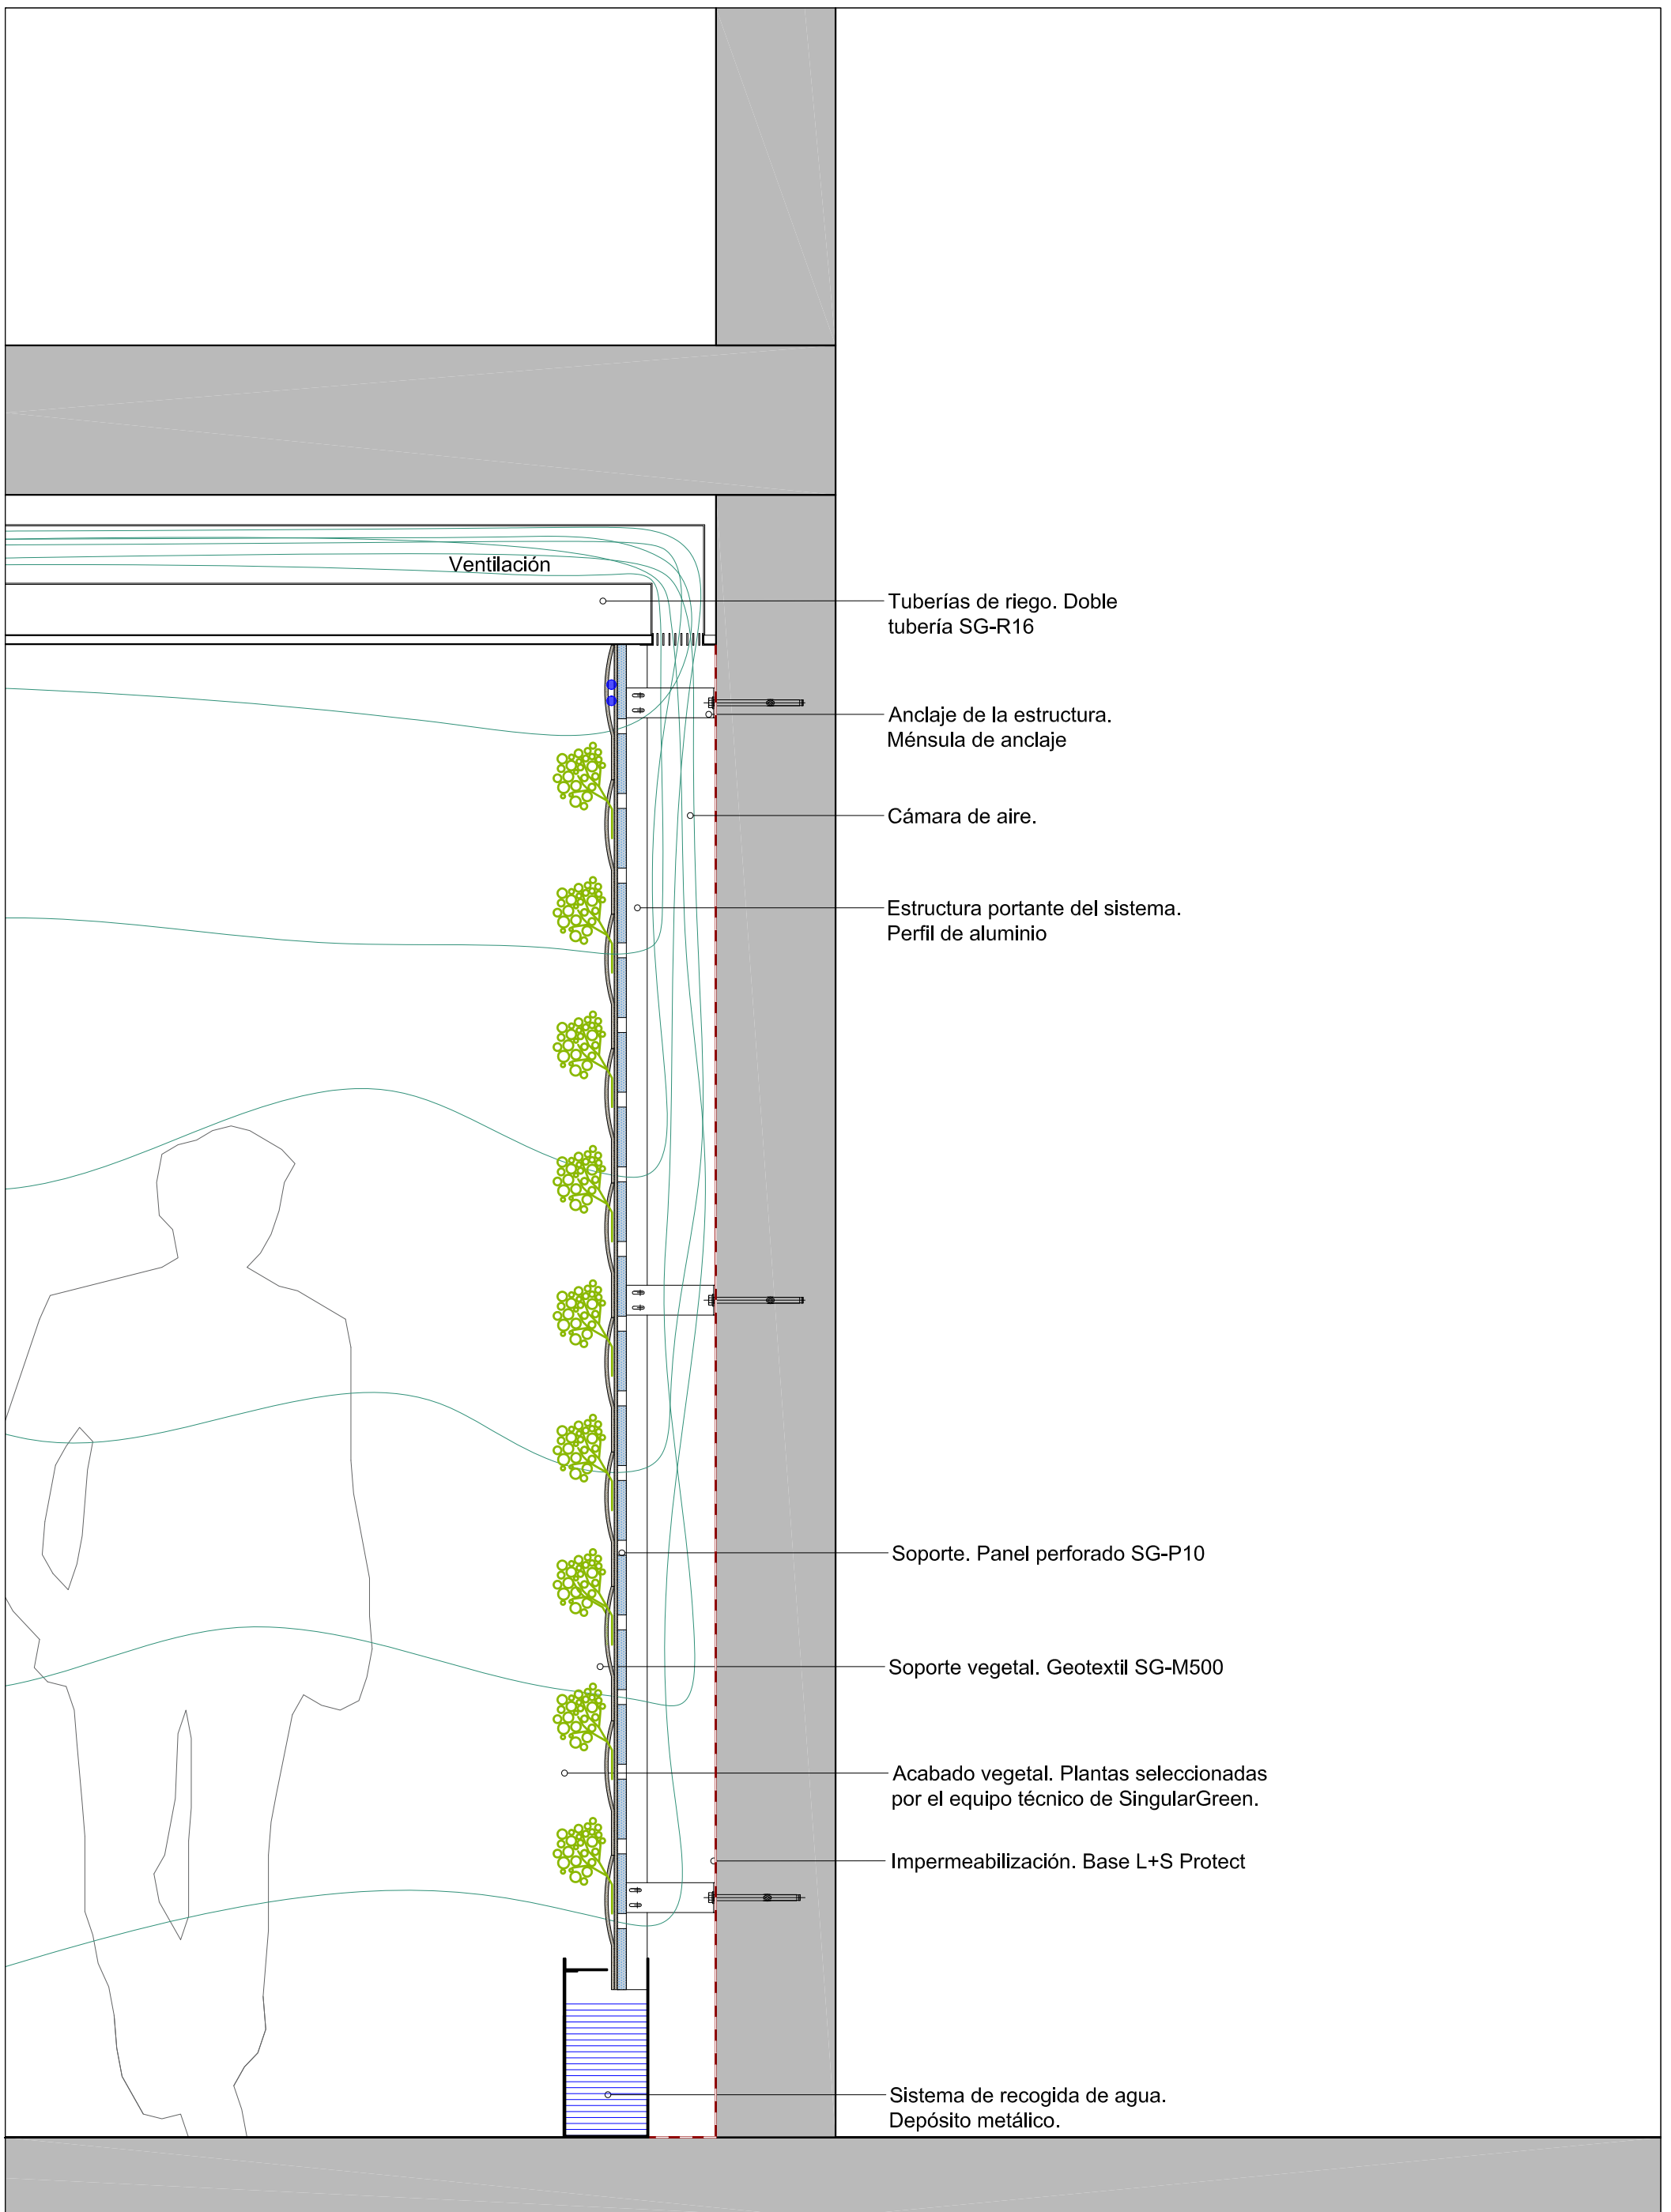 Ventilación
Tuberías de riego. Doble
tubería SG-R16
Anclaje de la estructura.
Ménsula de anclaje
Cámara de aire.
Estructura portante del sistema.
Perfil de aluminio
Soporte. Panel perforado SG-P10
Soporte vegetal. Geotextil SG-M500
Acabado vegetal. Plantas seleccionadas
por el equipo técnico de SingularGreen.
Impermeabilización. Base L+S Protect
Sistema de recogida de agua.
Depósito metálico.